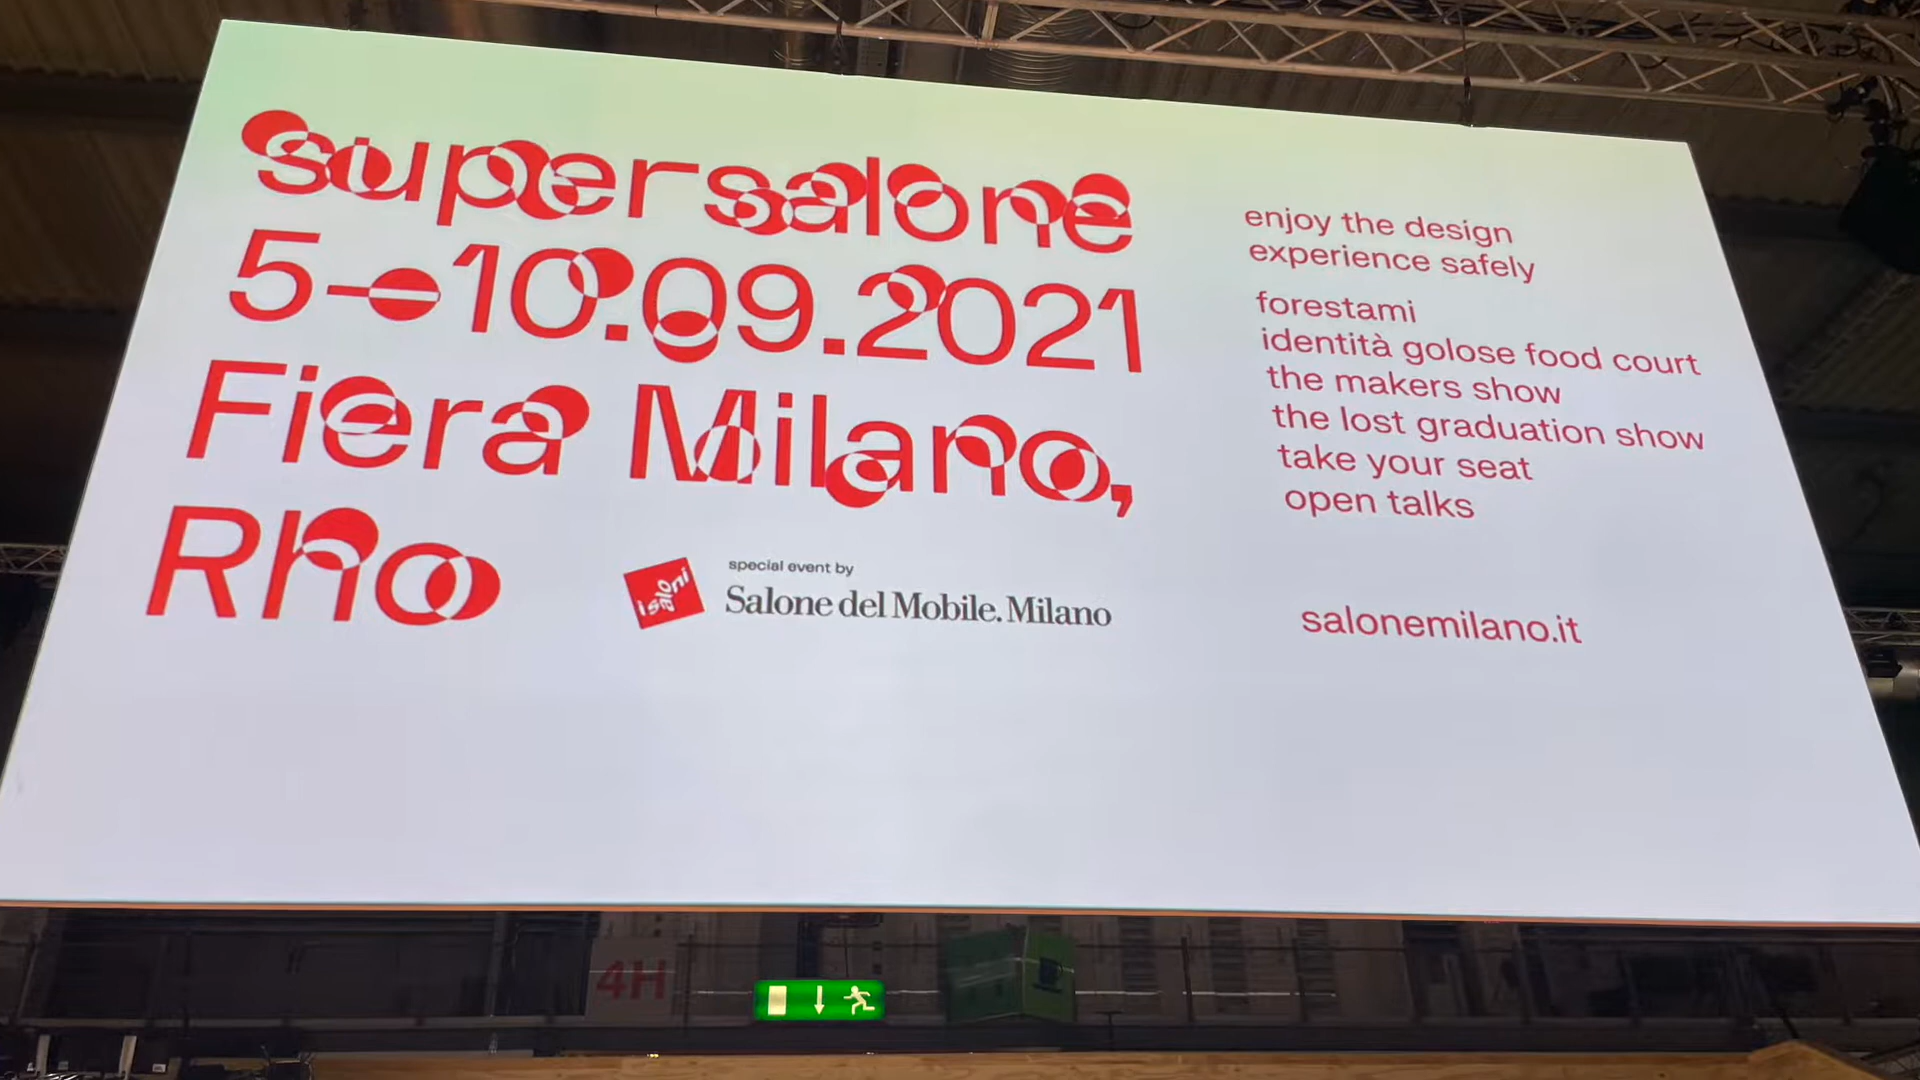 supersalone
5→10.09.2021
Fiera Milano,
Rho
i saloni
special event by
Salone del Mobile. Milano
enjoy the design
experience safely
forestami
identità golose food court
the makers show
the lost graduation show
take your seat
open talks
salonemilano.it
4H